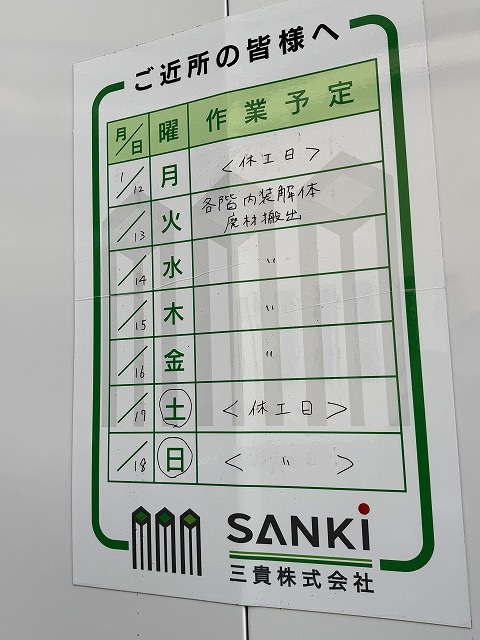 ご近所の皆様へ
月/日 曜 作業予定
1/12 月 <休工日>
/13 火 各階内装解体
廃材搬出
/14 水 〃
/15 木 〃
/16 金 〃
/17 土 <休工日>
/18 日 < 〃 >
SANKi
三貴株式会社